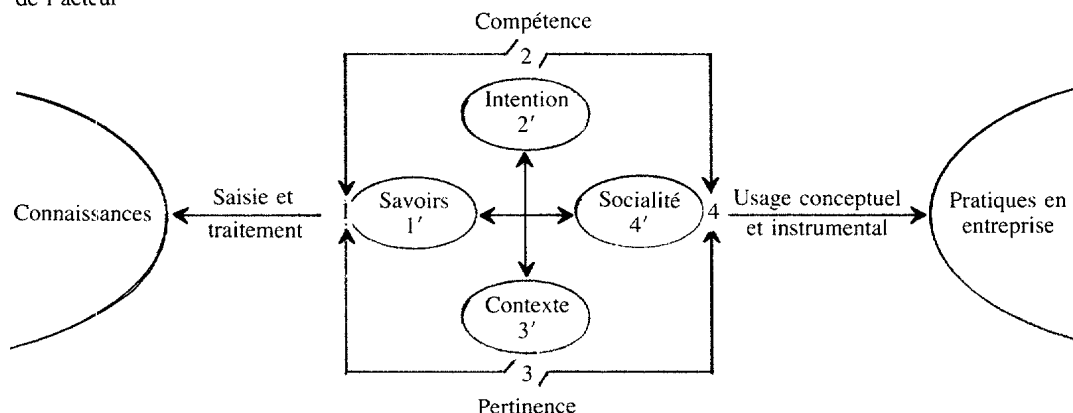 de l'acteur
Compétence
2
Intention
2'
Connaissances
Saisie et
traitement
1
Savoirs
1'
Socialité
4'
4
Usage conceptuel
et instrumental
Pratiques en
entreprise
Contexte
3'
3
Pertinence